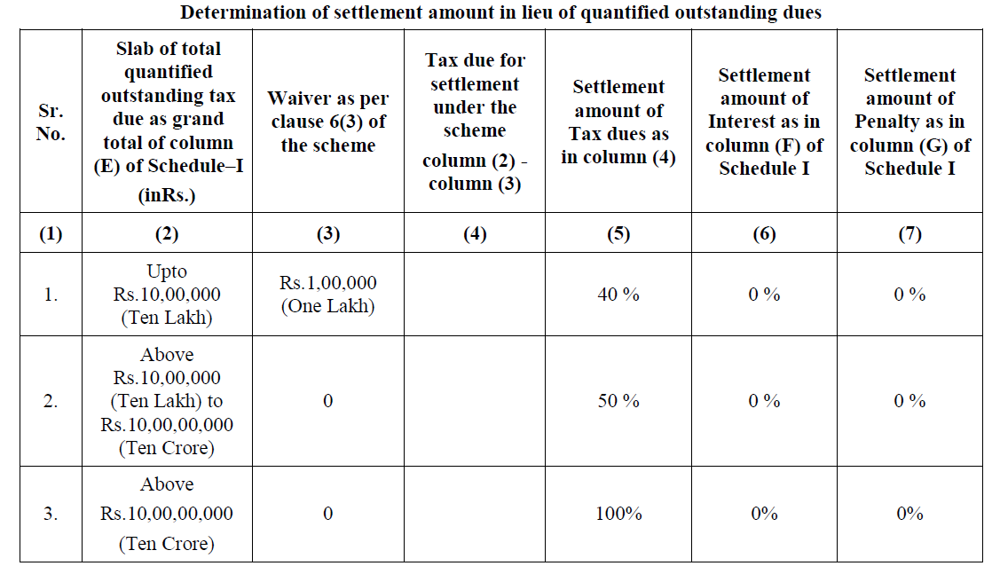 Determination of settlement amount in lieu of quantified outstanding dues
Sr.
No.
Slab of total
quantified
outstanding tax
due as grand
total of column
(E) of Schedule–I
(inRs.)
Waiver as per
clause 6(3) of
the scheme
Tax due for
settlement
under the
scheme
column (2) -
column (3)
Settlement
amount of
Tax dues as
in column (4)
Settlement
amount of
Interest as in
column (F) of
Schedule I
Settlement
amount of
Penalty as in
column (G) of
Schedule I
(1)
(2)
(3)
(4)
(5)
(6)
(7)
1.
Upto
Rs.10,00,000
(Ten Lakh)
Rs.1,00,000
(One Lakh)
40 %
0 %
0 %
2.
Above
Rs.10,00,000
(Ten Lakh) to
Rs.10,00,00,000
(Ten Crore)
0
50 %
0 %
0 %
3.
Above
Rs.10,00,00,000
(Ten Crore)
0
100%
0%
0%